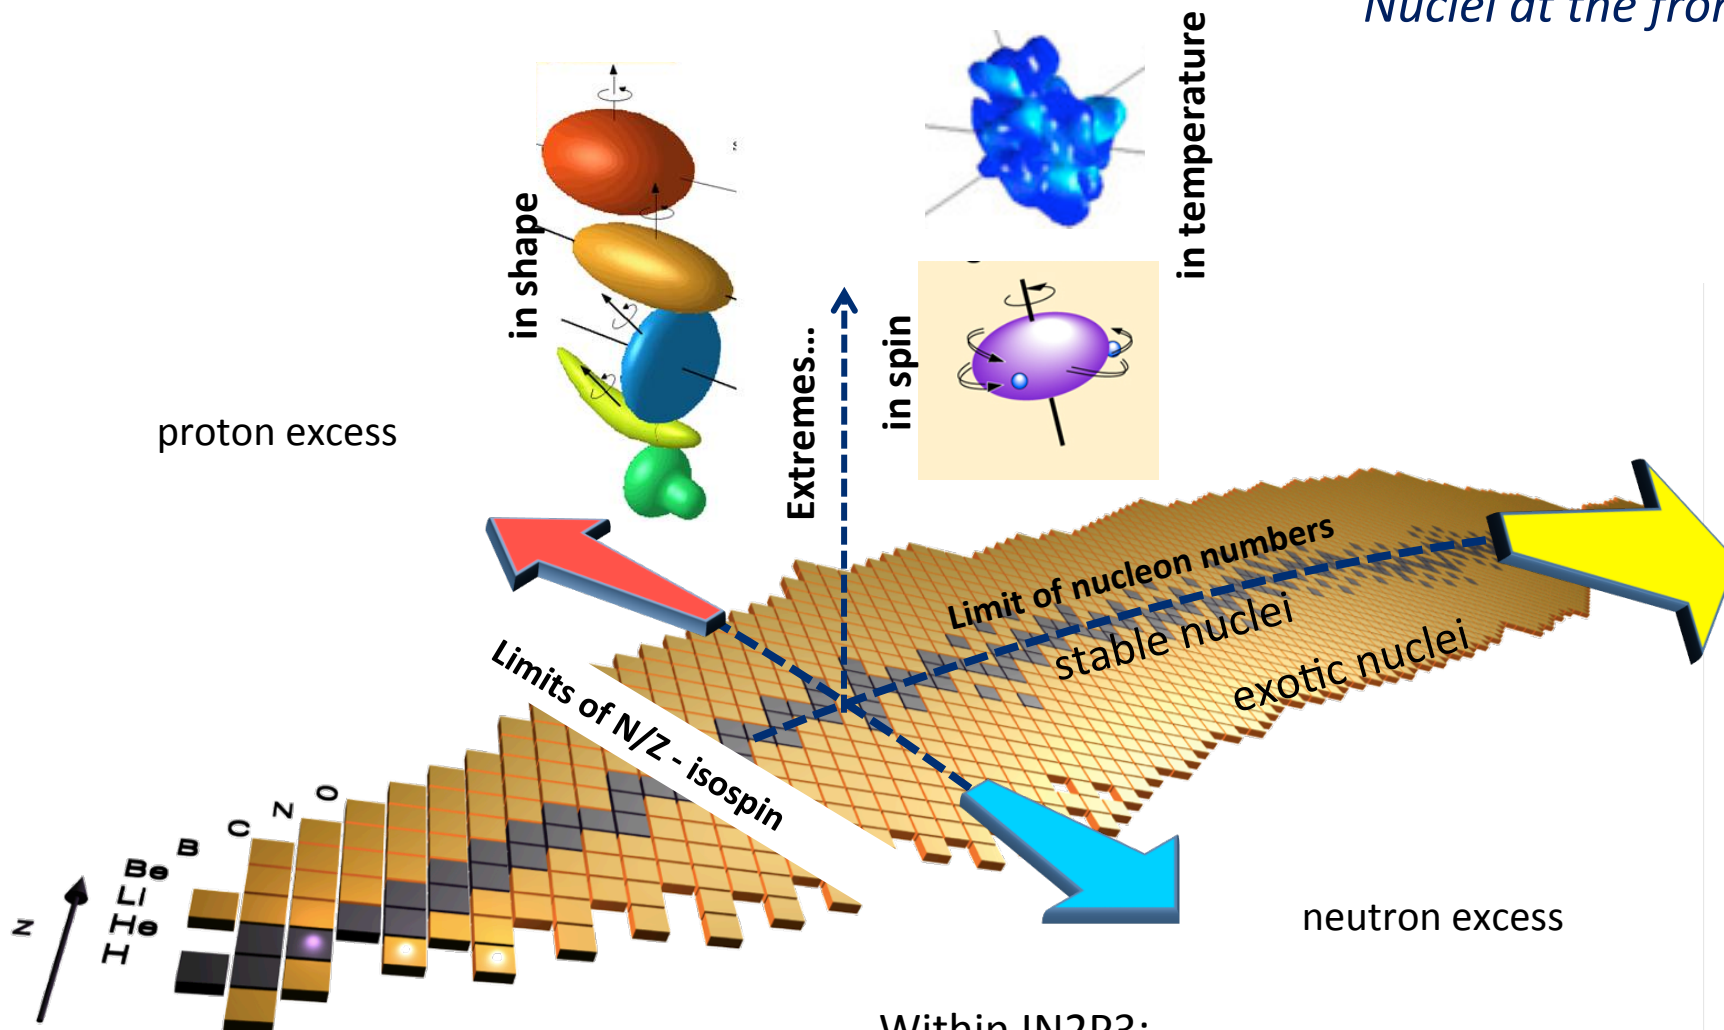 Nuclei at the fron
in temperature
in shape
Extremes...
in spin
proton excess
Limit of nucleon numbers
stable nuclei
exotic nuclei
Limits of N/Z - isospin
O
N
C
B
Be
Li
He
H
Z
neutron excess
Within IN2P3: